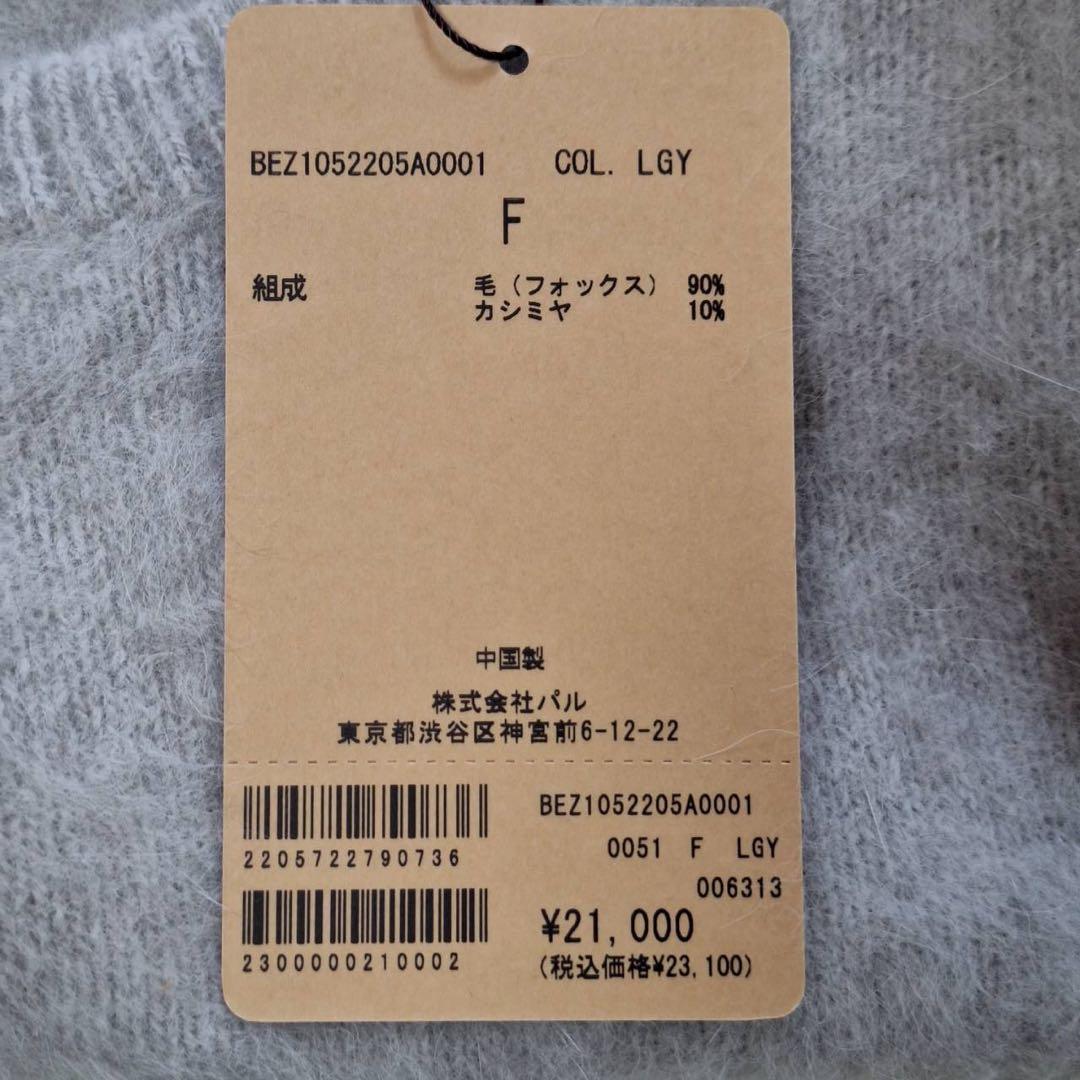 BEZ1052205A0001 COL. LGY
F
組成 毛(フォックス) 90%
カシミヤ 10%
中国製
株式会社パル
東京都渋谷区神宮前6-12-22
BEZ1052205A0001
2205722790736
0051 F LGY
006313
2300000210002
¥21,000
(税込価格¥23,100)